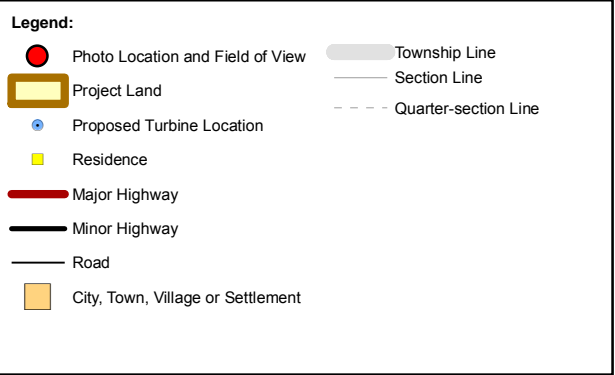 Legend:
Photo Location and Field of View
Project Land
Proposed Turbine Location
Residence
Major Highway
Minor Highway
Road
City, Town, Village or Settlement
Township Line
Section Line
Quarter-section Line